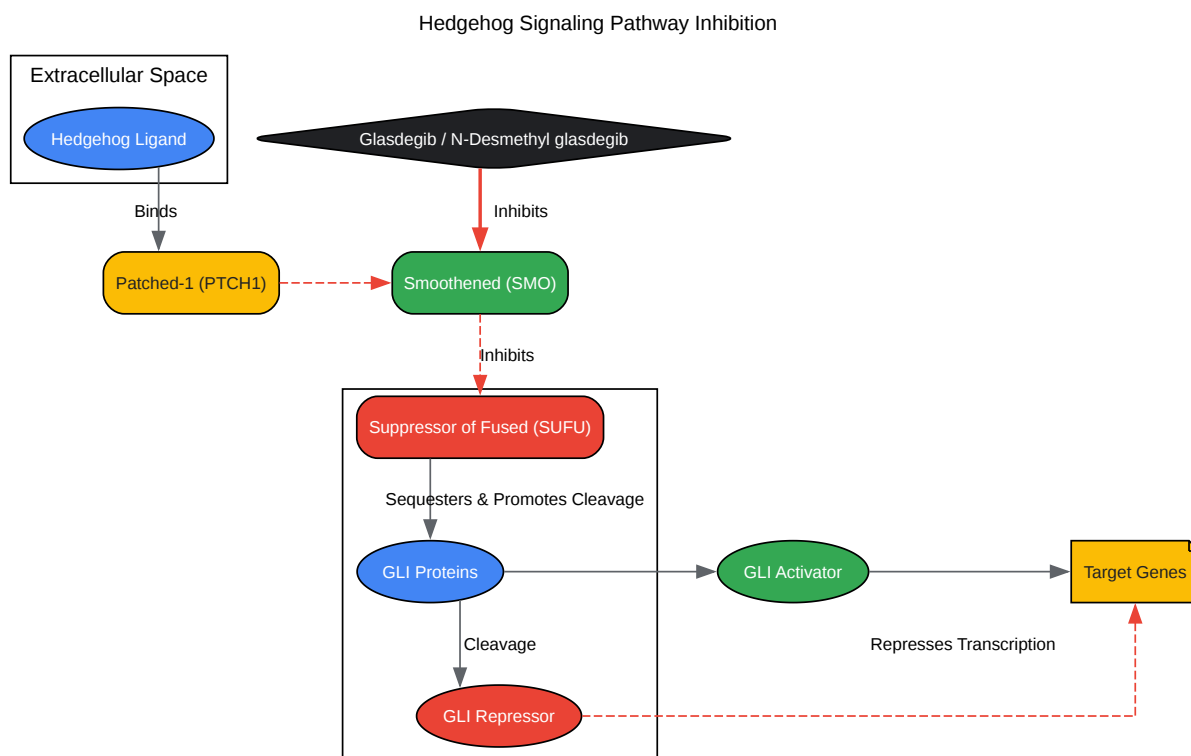 Hedgehog Signaling Pathway Inhibition
Extracellular Space
Hedgehog Ligand
Glasdegib / N-Desmethyl glasdegib
Binds
Inhibits
Patched-1 (PTCH1)
Smoothened (SMO)
Inhibits
Suppressor of Fused (SUFU)
Sequesters & Promotes Cleavage
GLI Proteins
GLI Activator
Target Genes
Cleavage
Represses Transcription
GLI Repressor